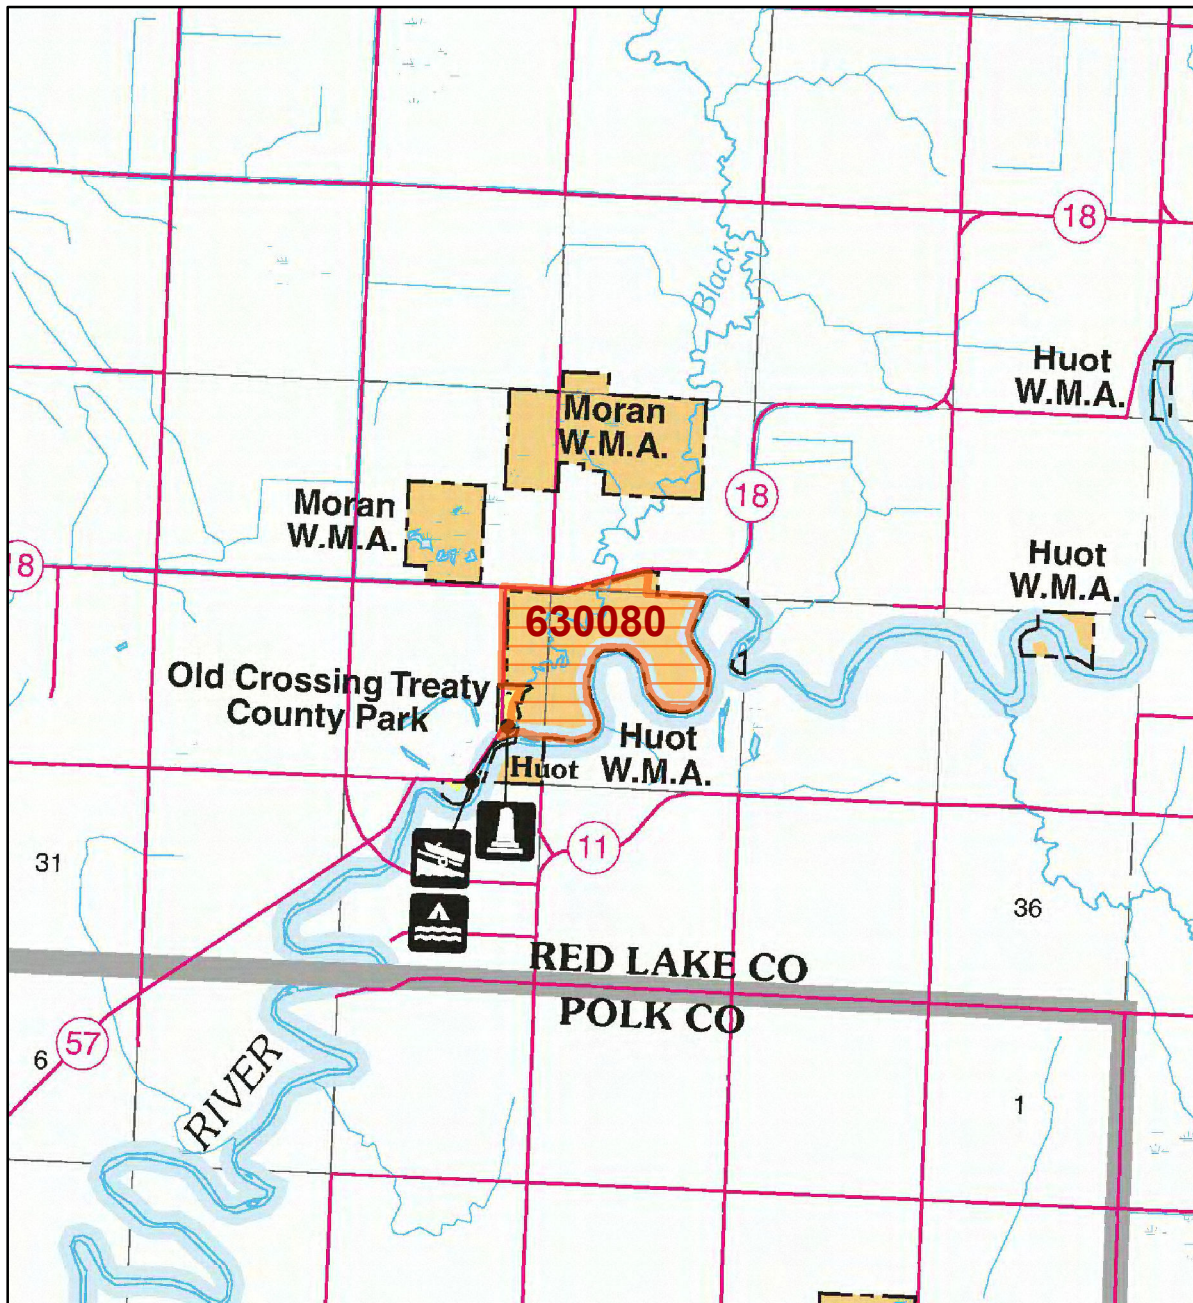 18
Black
Huot
W.M.A.
Moran
W.M.A.
Moran
W.M.A.
18
8
Huot
W.M.A.
630080
Old Crossing Treaty
County Park
Huot
W.M.A.
Huot
11
31
36
RED LAKE CO
POLK CO
57
6
RIVER
1